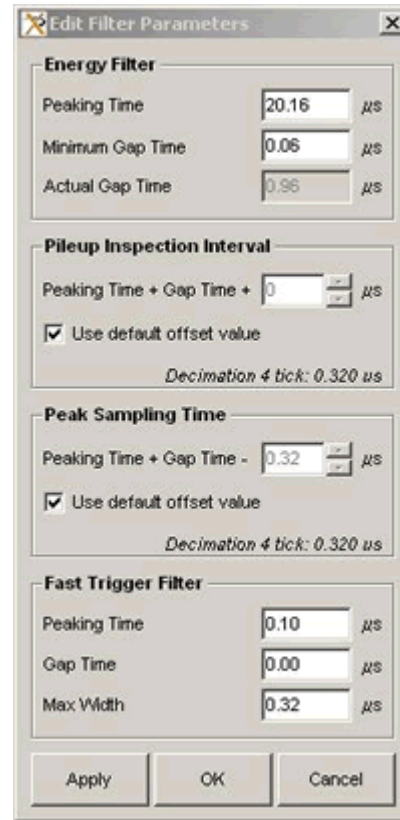 Edit Filter Parameters
Energy Filter
Peaking Time 20.16 µs
Minimum Gap Time 0.06 µs
Actual Gap Time 0.96 µs
Pileup Inspection Interval
Peaking Time + Gap Time + 0 µs
Use default offset value
Decimation 4 tick: 0.320 us
Peak Sampling Time
Peaking Time + Gap Time - 0.32 µs
Use default offset value
Decimation 4 tick: 0.320 us
Fast Trigger Filter
Peaking Time 0.10 µs
Gap Time 0.00 µs
Max Width 0.32 µs
Apply OK Cancel